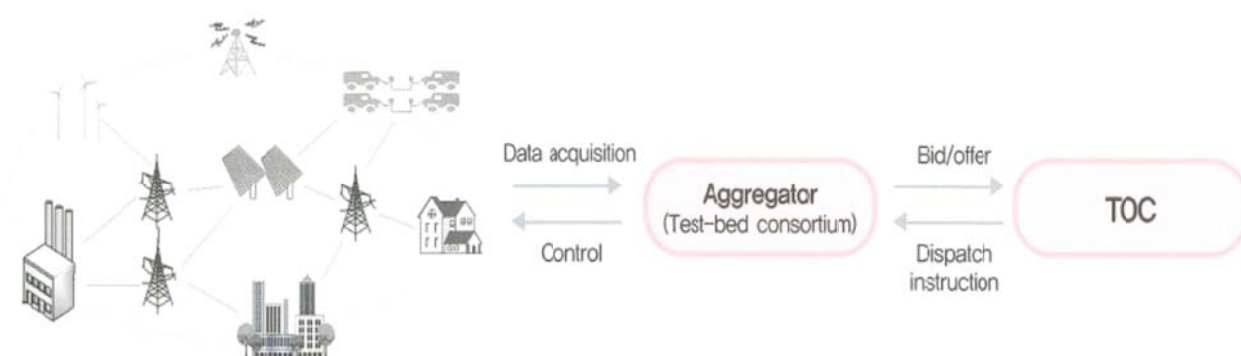 Data acquisition
Control
Aggregator
(Test-bed consortium)
Bid/offer
Dispatch
instruction
TOC